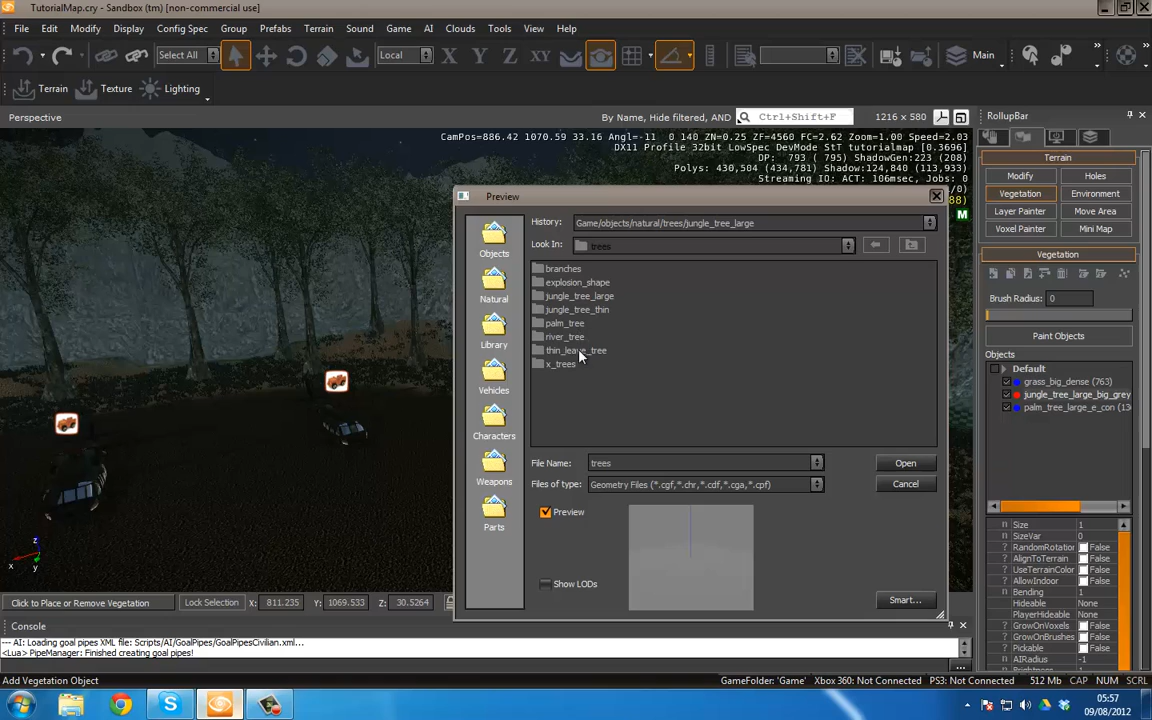 TutorialMap.cry - Sandbox (tm) [non-commercial use]
File Edit Modify Display Config Spec Group Prefabs Terrain Sound Game AI Clouds Tools View Help
Select All Local X Y Z XY Main
Terrain Texture Lighting
Perspective By Name, Hide filtered, AND Ctrl+Shift+F 1216 x 580
RollupBar
CamPos=886.42 1070.59 33.16 Angl=-11 0 140 ZN=0.25 ZF=4560 FC=2.62 Zoom=1.00 Speed=2.03
DX11 Profile 32bit LowSpec DevMode StT tutorialmap [0.3696]
DP: 793 ( 795) ShadowGen:223 (208)
Polys: 430,504 (434,781) Shadow:124,840 (113,933)
Streaming IO: ACT: 106msec, Jobs: 0
Terrain
Modify Holes
Vegetation Environment
Layer Painter Move Area
Voxel Painter Mini Map
Vegetation
Brush Radius: 0
Paint Objects
Objects
Default
grass_big_dense (763)
jungle_tree_large_big_grey
palm_tree_large_e_con (13
Size 1
SizeVar 0
RandomRotation False
AlignToTerrain False
UseTerrainColor False
AllowIndoor False
Bending 1
Hideable None
PlayerHideable None
GrowOnVoxels False
GrowOnBrushes False
Pickable False
AIRadius -1
Preview
History: Game/objects/natural/trees/jungle_tree_large
Look In: trees
Objects
Natural
Library
Vehicles
Characters
Weapons
Parts
branches
explosion_shape
jungle_tree_large
jungle_tree_thin
palm_tree
river_tree
thin_leave_tree
x_trees
File Name: trees Open
Files of type: Geometry Files (*.cgf,*.chr,*.cdf,*.cga,*.cpf) Cancel
Preview
Show LODs
Smart...
M
z
x
y
Click to Place or Remove Vegetation Lock Selection X: 811.235 Y: 1069.533 Z: 30.5264
Console
--- AI: Loading goal pipes XML file: Scripts/AI/GoalPipes/GoalPipesCivilian.xml...
<Lua> PipeManager: Finished creating goal pipes!
Add Vegetation Object GameFolder: 'Game' Xbox 360: Not Connected PS3: Not Connected 512 Mb CAP NUM SCRL
05:57
09/08/2012